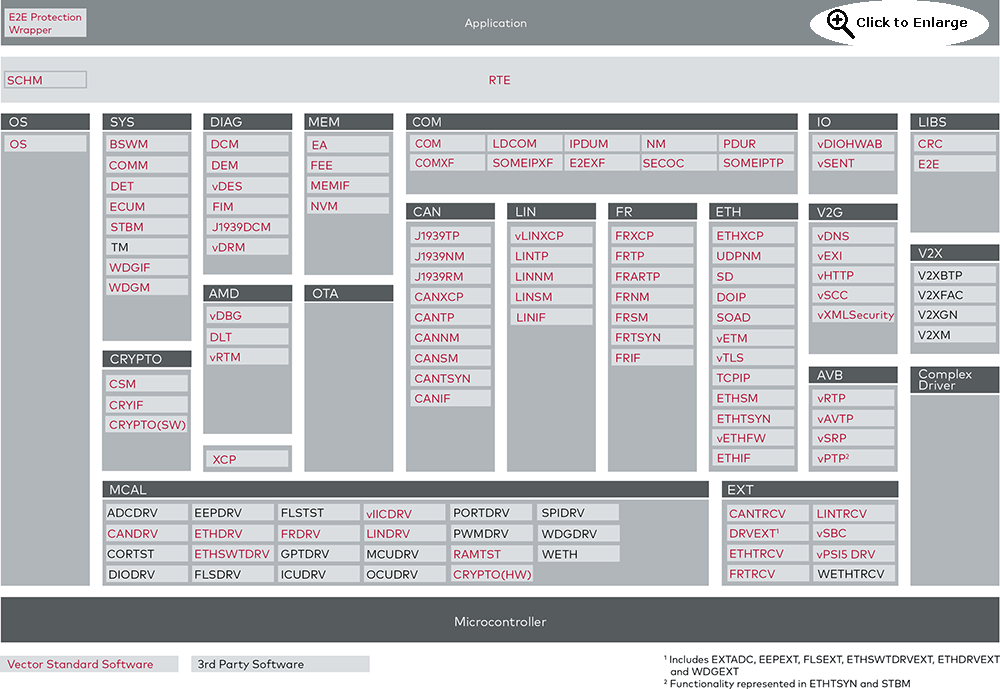 E2E Protection
Wrapper
Application
Click to Enlarge
SCHM
RTE
OS
OS
SYS
BSWM
COMM
DET
ECUM
STBM
TM
WDGIF
WDGM
CRYPTO
CSM
CRYIF
CRYPTO(SW)
DIAG
DCM
DEM
vDES
FIM
J1939DCM
vDRM
AMD
vDBG
DLT
vRTM
XCP
MEM
EA
FEE
MEMIF
NVM
OTA
COM
COM LDCOM IPDUM NM PDUR
COMXF SOMEIPXF E2EXF SECOC SOMEIPTP
CAN
J1939TP
J1939NM
J1939RM
CANXCP
CANTP
CANNM
CANSM
CANTSYN
CANIF
LIN
vLINXCP
LINTP
LINNM
LINSM
LINIF
FR
FRXCP
FRTP
FRARTP
FRNM
FRSM
FRTSYN
FRIF
ETH
ETHXCP
UDPNM
SD
DOIP
SOAD
vETM
vTLS
TCPIP
ETHSM
ETHTSYN
vETHFW
ETHIF
IO
vDIOHWAB
vSENT
V2G
vDNS
vEXI
vHTTP
vSCC
vXMLSecurity
AVB
vRTP
vAVTP
vSRP
vPTP²
LIBS
CRC
E2E
V2X
V2XBTP
V2XFAC
V2XGN
V2XM
Complex
Driver
MCAL
ADCDRV EEPDRV FLSTST vIICDRV PORTDRV SPIDRV
CANDRV ETHDRV FRDRV LINDRV PWMDRV WDGDRV
CORTST ETHSWTDRV GPTDRV MCUDRV RAMTST WETH
DIODRV FLSDRV ICUDRV OCUDRV CRYPTO(HW)
EXT
CANTRCV LINTRCV
DRVEXT¹ vSBC
ETHTRCV vPSI5 DRV
FRTRCV WETHTRCV
Microcontroller
Vector Standard Software
3rd Party Software
¹ Includes EXTADC, EEPEXT, FLSEXT, ETHSWTDRVEXT, ETHDRVEXT
and WDGEXT
² Functionality represented in ETHTSYN and STBM